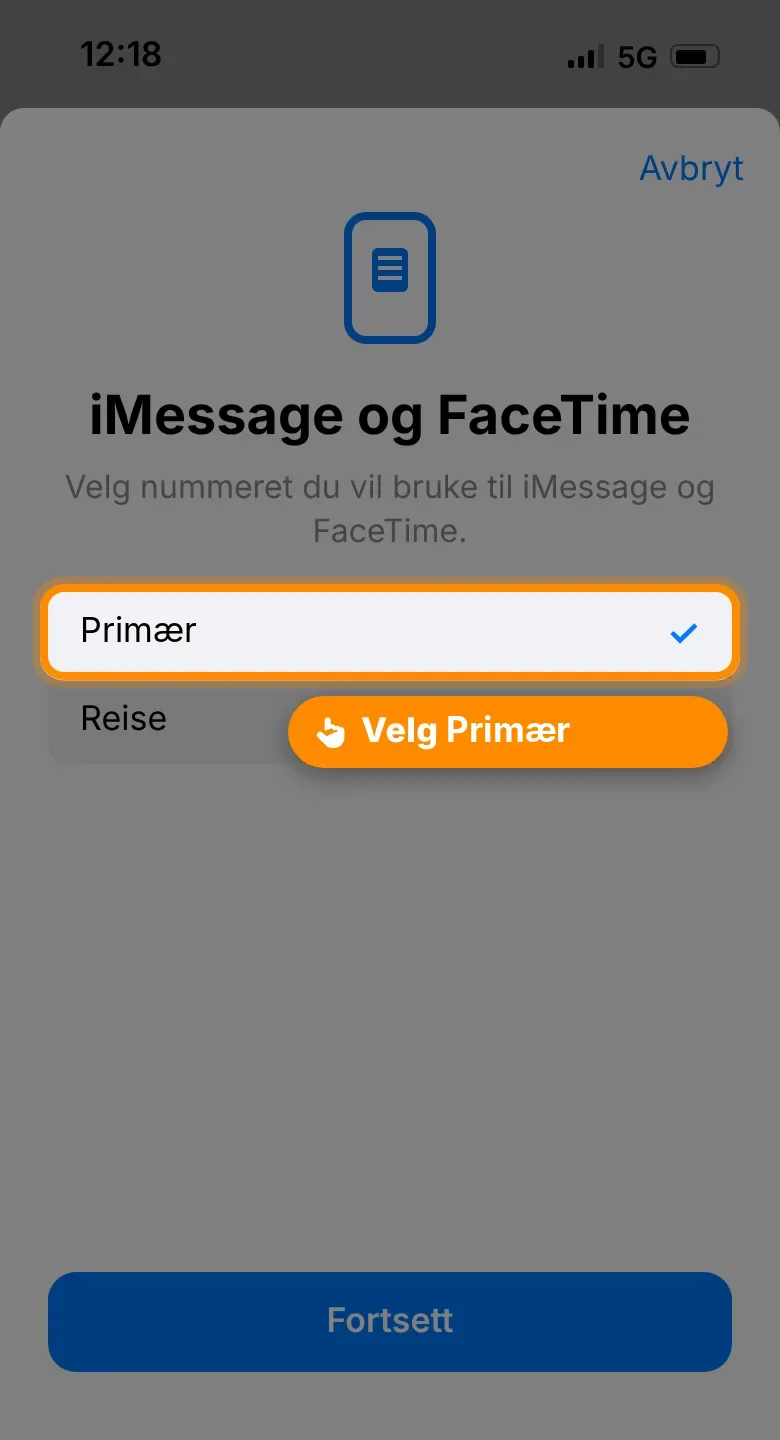 12:18
5G
Avbryt
iMessage og FaceTime
Velg nummeret du vil bruke til iMessage og
FaceTime.
Primær
Reise
Velg Primær
Fortsett